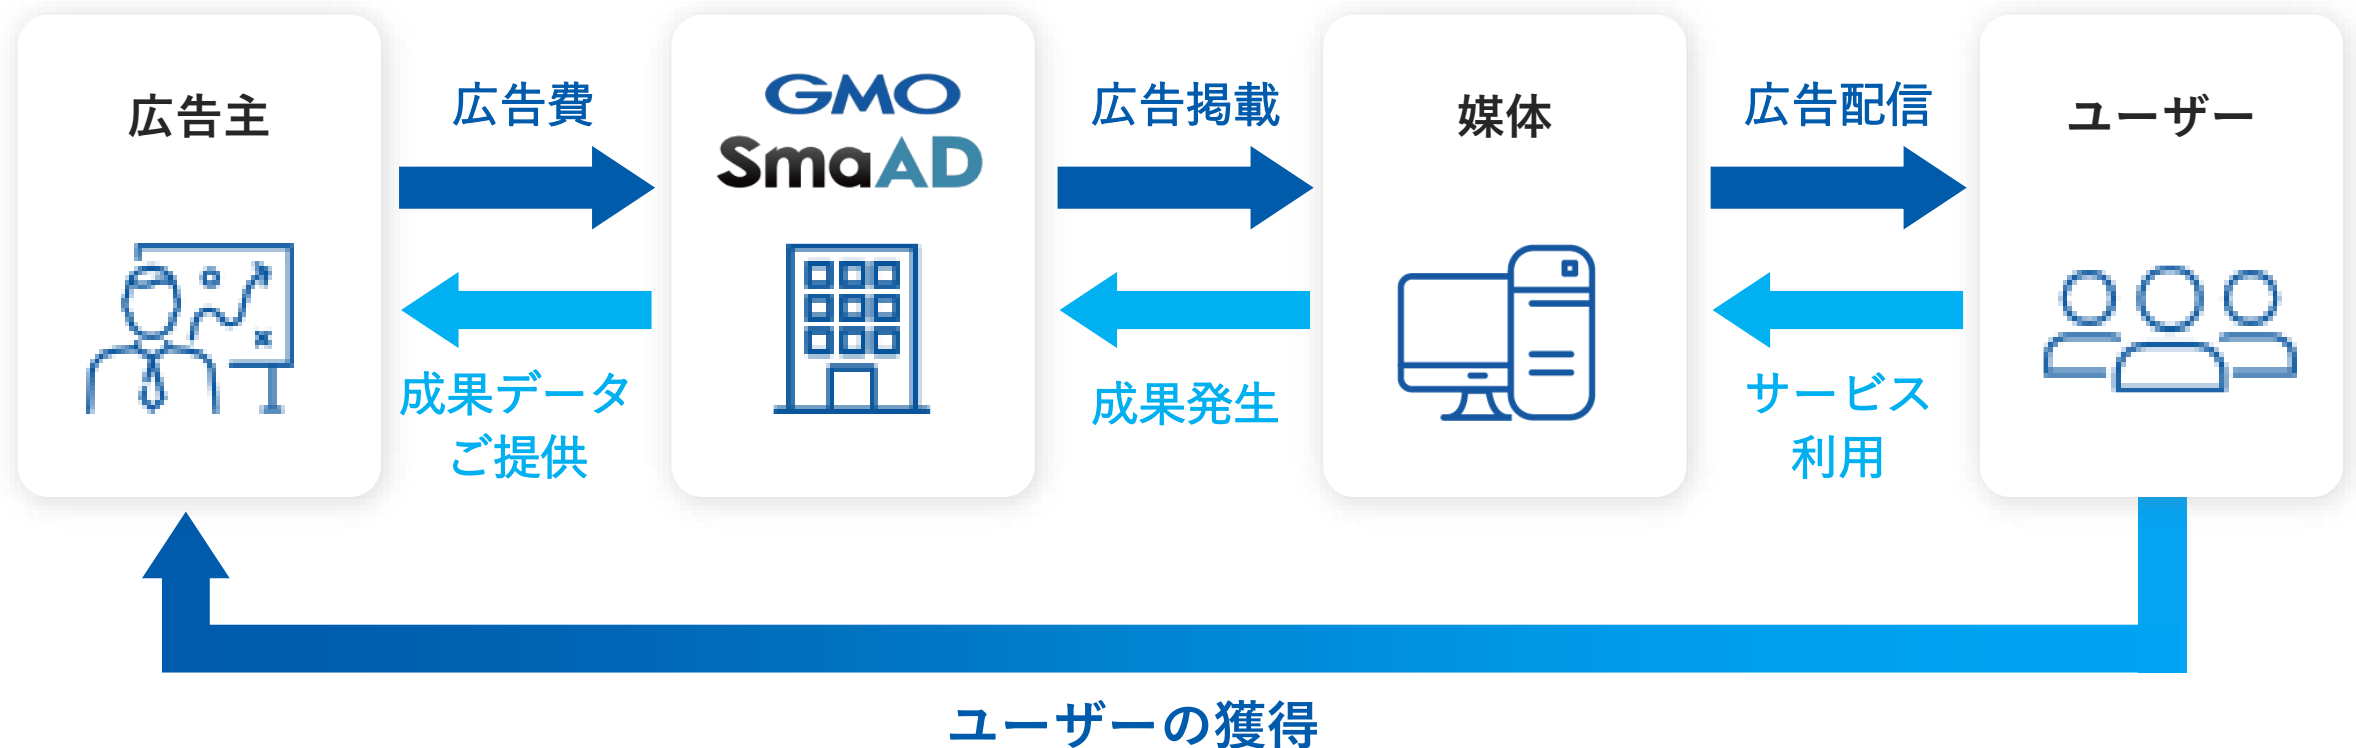 広告主
広告費
GMO
SmaAD
広告掲載
媒体
広告配信
ユーザー
成果データ
ご提供
成果発生
サービス
利用
ユーザーの獲得